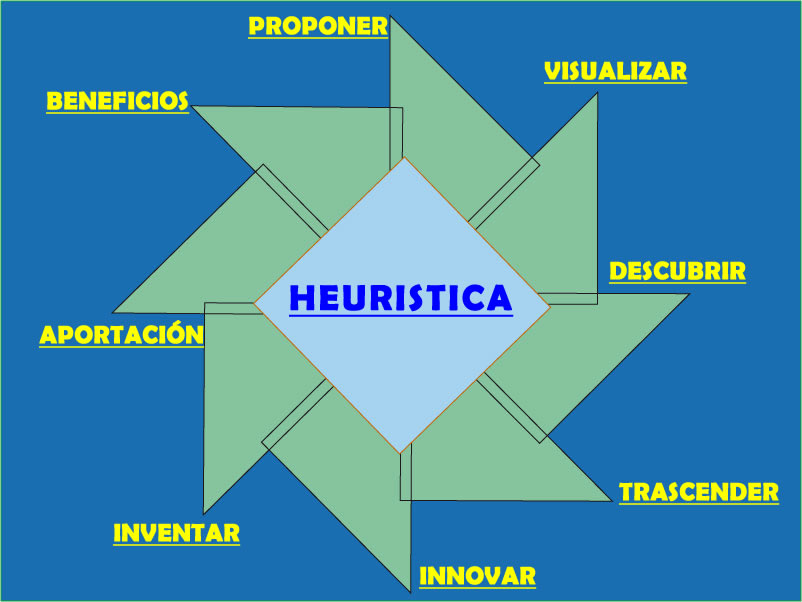 PROPONER
VISUALIZAR
BENEFICIOS
DESCUBRIR
HEURISTICA
APORTACIÓN
TRASCENDER
INVENTAR
INNOVAR